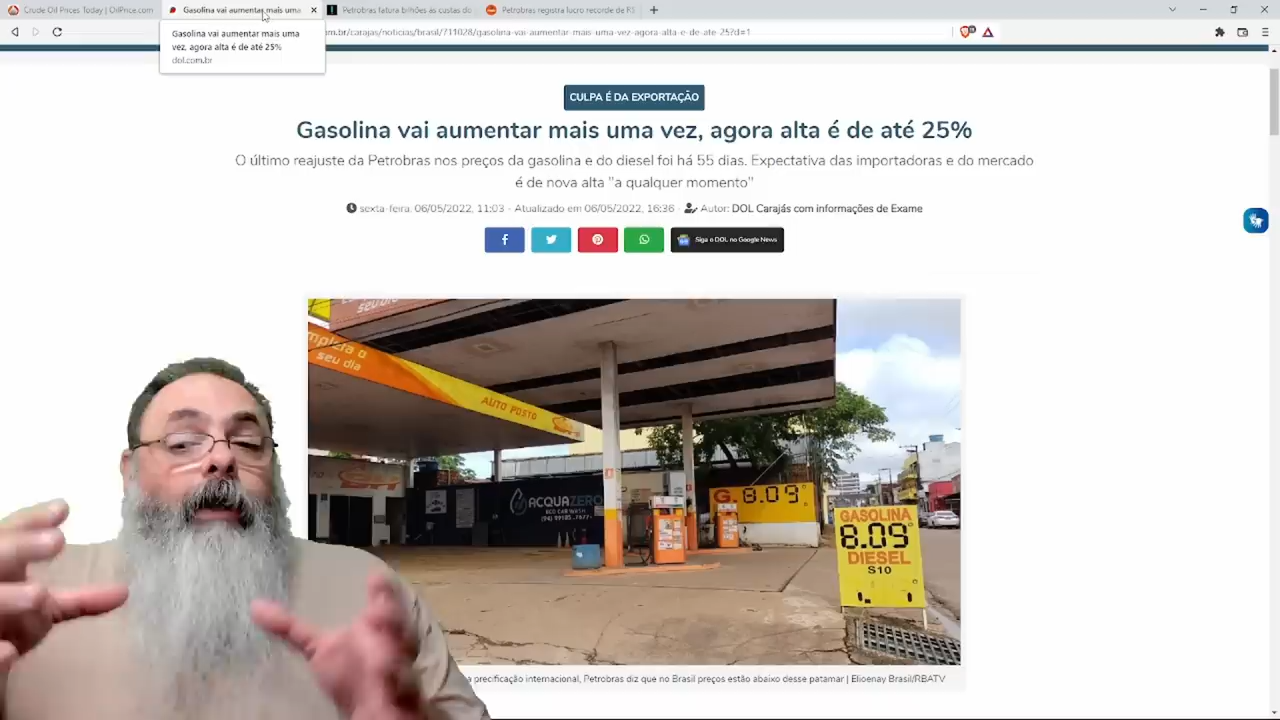 Crude Oil Prices Today | OilPrice.com
Gasolina vai aumentar mais uma
Petrobras fatura bilhões às custas do
Petrobras registra lucro recorde de R$
Gasolina vai aumentar mais uma
vez, agora alta é de até 25%
dol.com.br
m.br/carajas/noticias/brasil/711028/gasolina-vai-aumentar-mais-uma-vez-agora-alta-e-de-ate-25?d=1
CULPA É DA EXPORTAÇÃO
Gasolina vai aumentar mais uma vez, agora alta é de até 25%
O último reajuste da Petrobras nos preços da gasolina e do diesel foi há 55 dias. Expectativa das importadoras e do mercado
é de nova alta "a qualquer momento"
sexta-feira, 06/05/2022, 11:03 - Atualizado em 06/05/2022, 16:36 - Autor: DOL Carajás com informações de Exame
Siga o DOL no Google News
seu dia
mpleta o
seu dia
AUTO POSTO
ACQUAZERO
ECO CAR WASH
G. 8.09
GASOLINA
8.09
DIESEL
S10
a precificação internacional, Petrobras diz que no Brasil preços estão abaixo desse patamar | Elioenay Brasil/RBATV